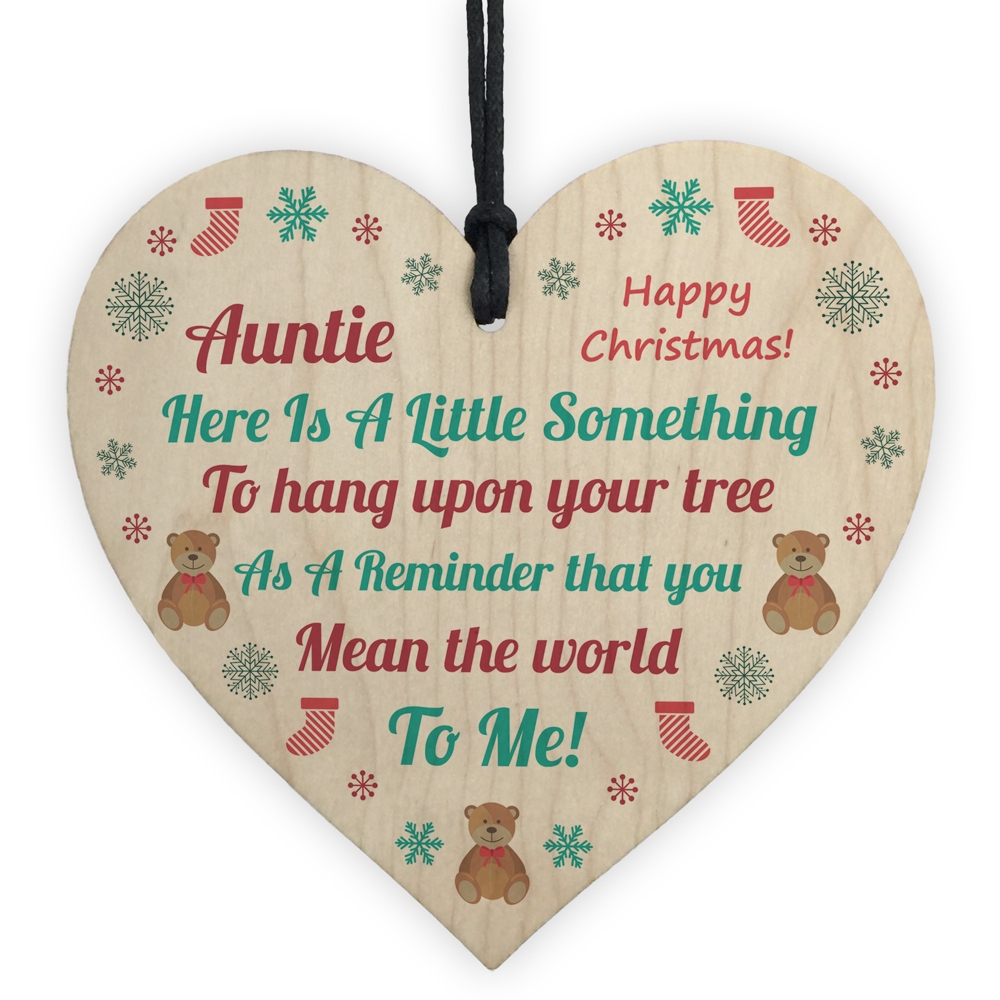 Auntie
Happy
Christmas!
Here Is A Little Something
To hang upon your tree
As A Reminder that you
Mean the world
To Me!